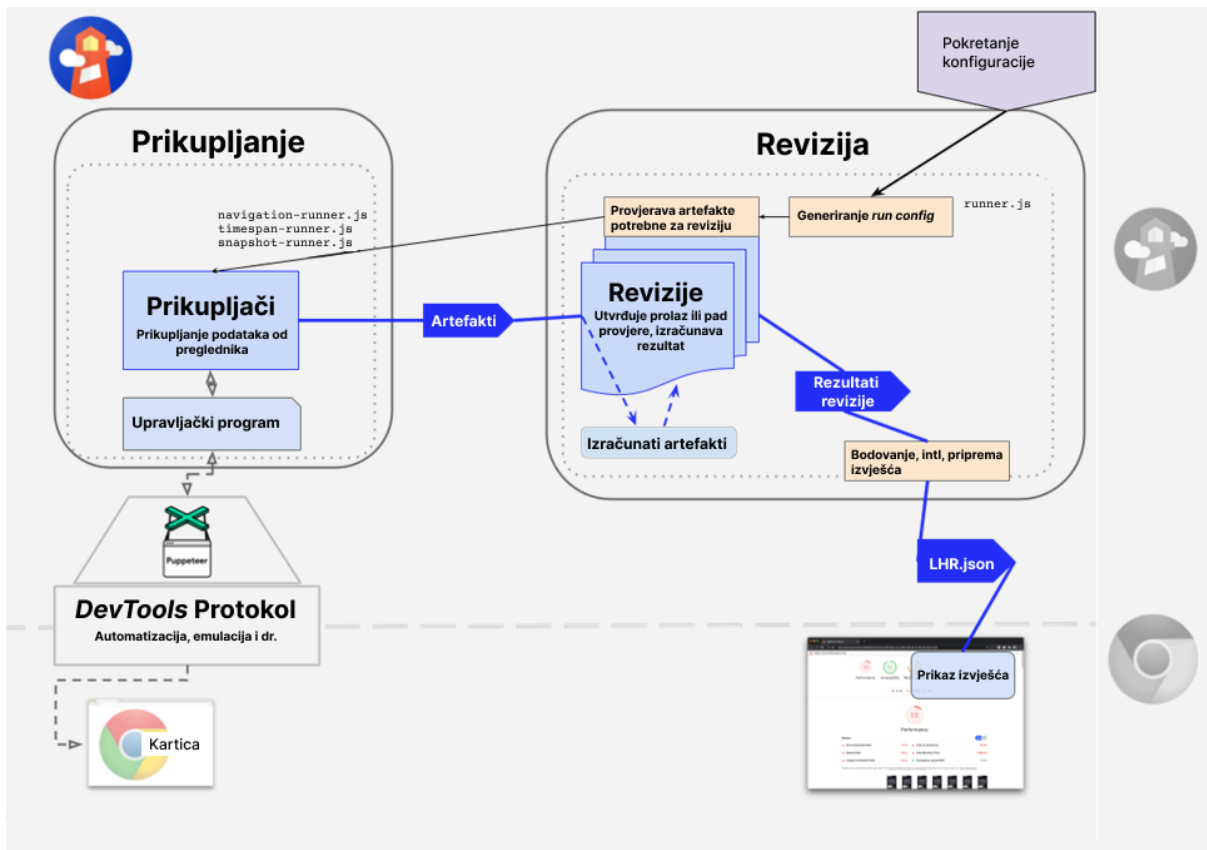 Pokretanje
konfiguracije
Prikupljanje
Revizija
navigation-runner.js
timespan-runner.js
snapshot-runner.js
Provjerava artefakte
potrebne za reviziju
Generiranje run config
runner.js
Prikupljači
Prikupljanje podataka od
preglednika
Artefakti
Revizije
Utvrđuje prolaz ili pad
provjere, izračunava
rezultat
Rezultati
revizije
Upravljački program
Izračunati artefakti
Bodovanje, intl, priprema
izvješća
Puppeteer
LHR.json
DevTools Protokol
Automatizacija, emulacija i dr.
Prikaz izvješća
Kartica
13
Performance